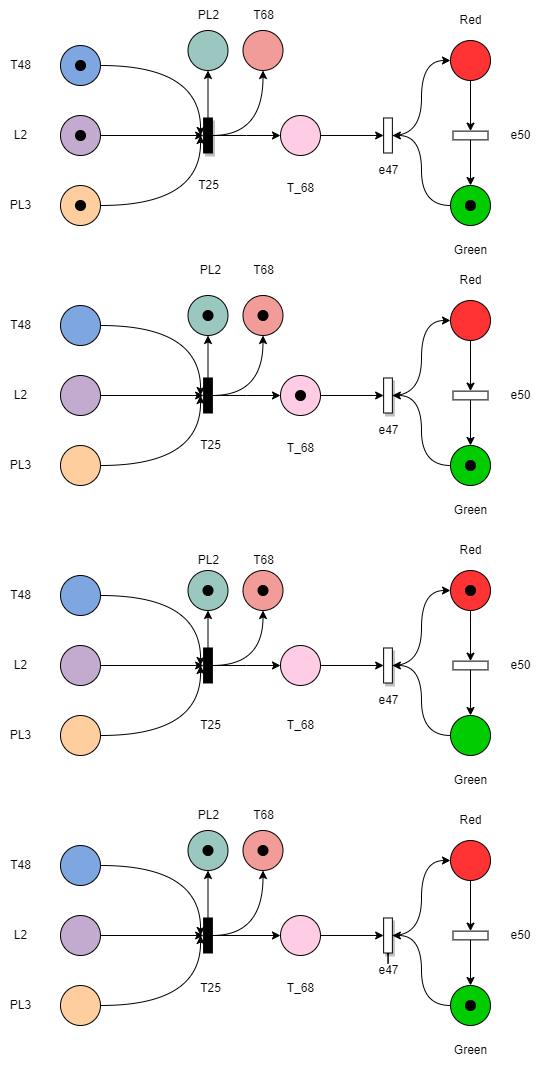 PL2 T68 Red
T48
L2 e50
e47
T25 T_68
PL3
Green
PL2 T68 Red
T48
L2 e50
e47
T25 T_68
PL3
Green
Red
PL2 T68
T48
L2 e50
e47
T25 T_68
PL3
Green
PL2 T68 Red
T48
L2 e50
e47
T25 T_68
PL3
Green